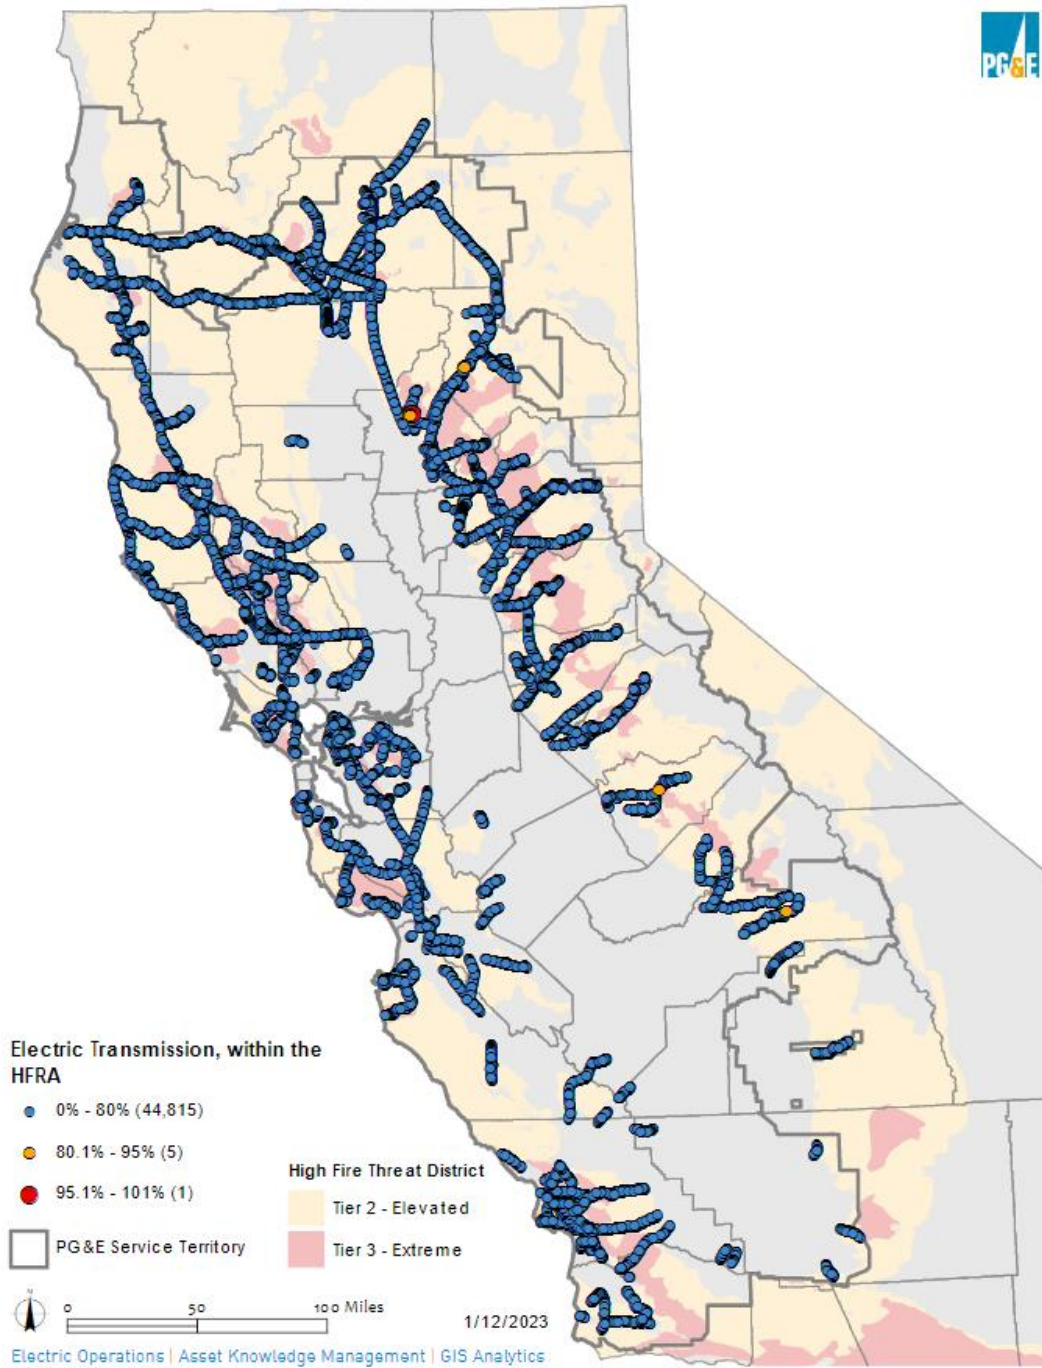 PG&E
Electric Transmission, within the
HFRA
0% - 80% (44,815)
80.1% - 95% (5)
95.1% - 101% (1)
PG&E Service Territory
High Fire Threat District
Tier 2 - Elevated
Tier 3 - Extreme
N
0 50 100 Miles
1/12/2023
Electric Operations | Asset Knowledge Management | GIS Analytics